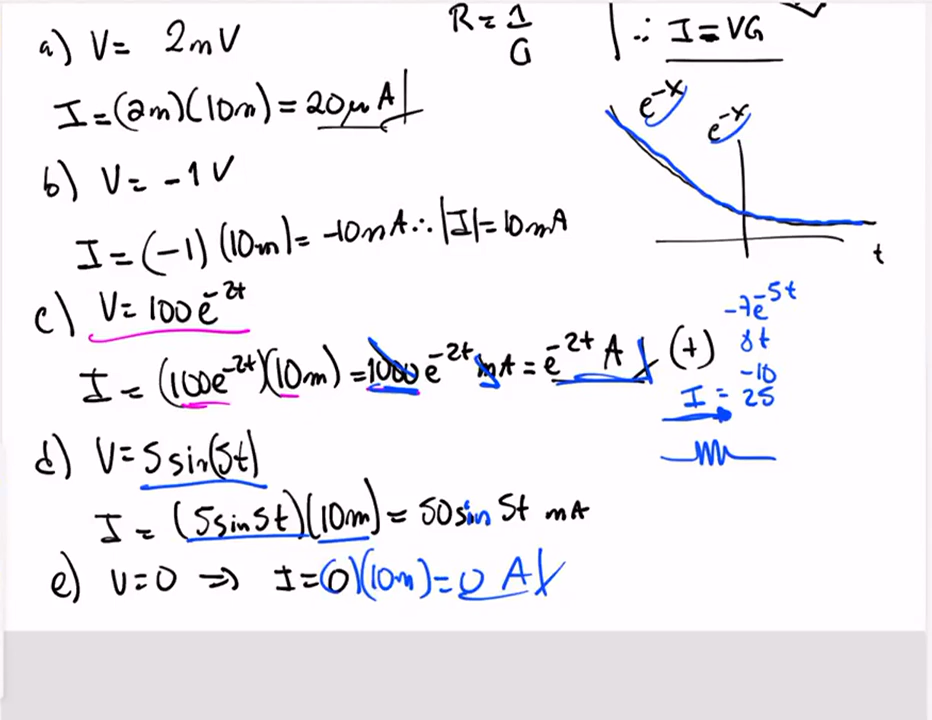 a) V = 2mV
R = 1/G
∴ I = VG
I = (2m)(10m) = 20μA
e^-x
e^-x
b) V = -1V
I = (-1)(10m) = -10mA ∴ |I| = 10mA
t
c) V = 100e^-2t
-7e^-5t
8t
-10
I = 25
I = (100e^-2t)(10m) = 1000e^-2t mA = e^-2t A (+)
d) V = 5sin(5t)
I = (5sin5t)(10m) = 50sin 5t mA
e) V=0 ⇒ I=(0)(10m)=0 A